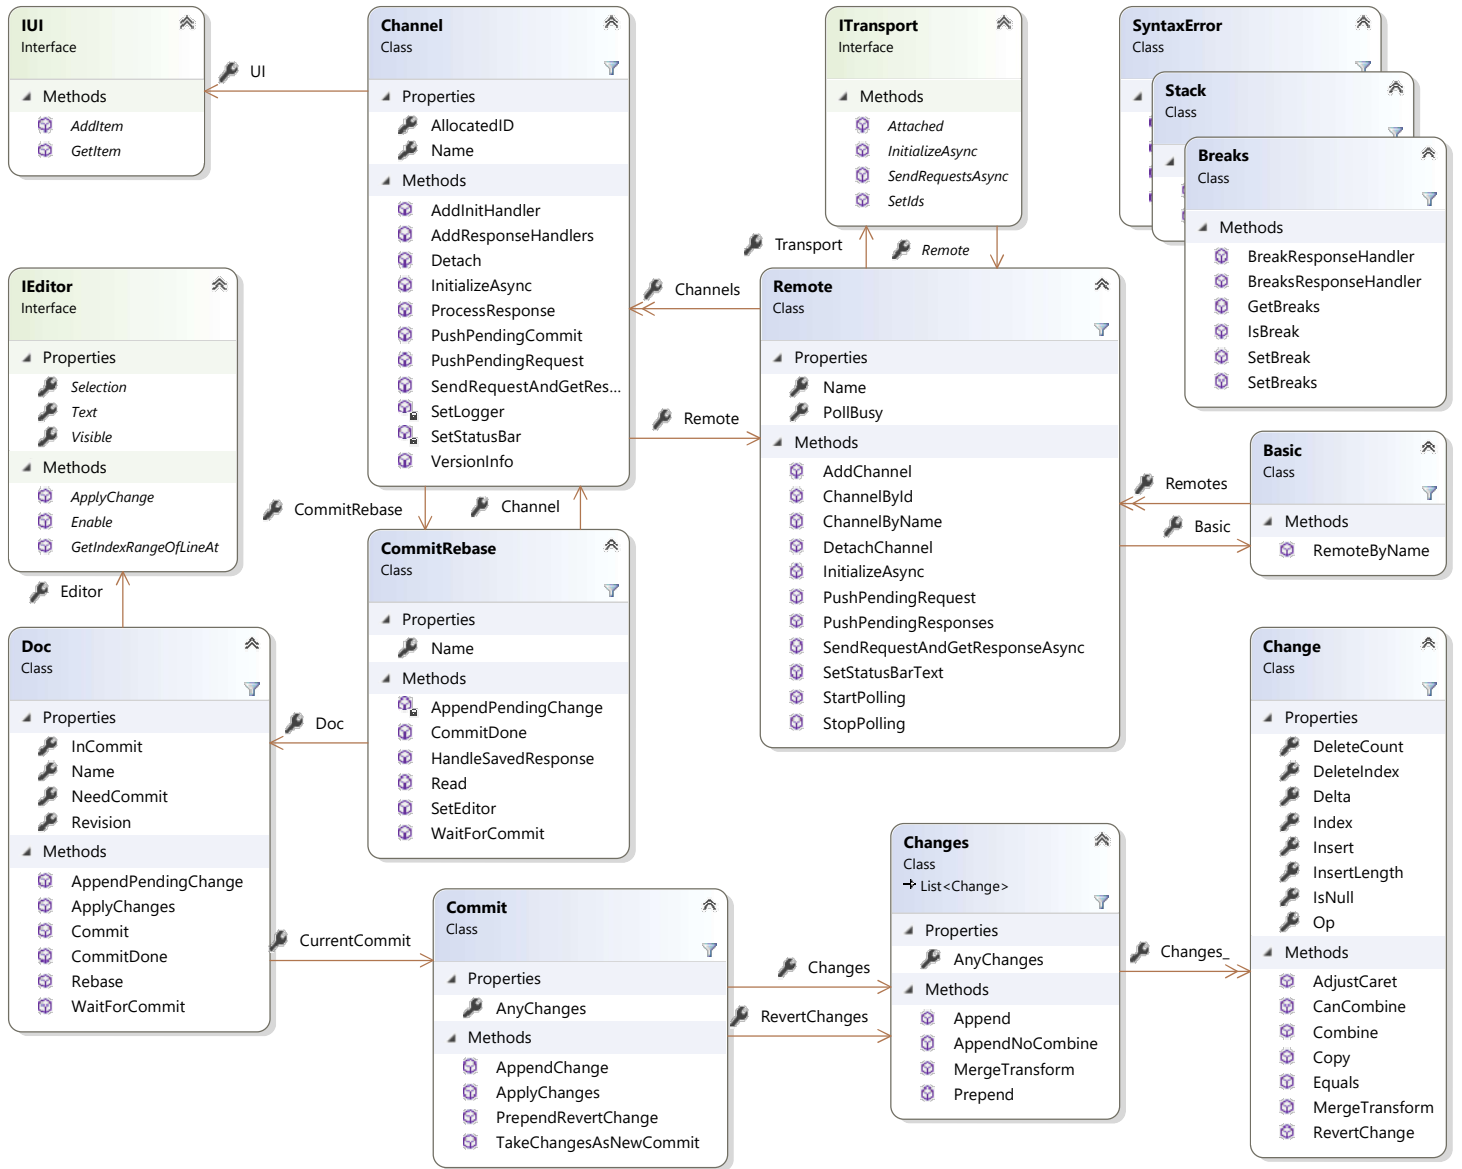 IUI
Interface
Methods
AddItem
GetItem
UI
Channel
Class
Properties
AllocatedID
Name
Methods
AddInitHandler
AddResponseHandlers
Detach
InitializeAsync
ProcessResponse
PushPendingCommit
PushPendingRequest
SendRequestAndGetRes...
SetLogger
SetStatusBar
VersionInfo
ITransport
Interface
Methods
Attached
InitializeAsync
SendRequestsAsync
SetIds
SyntaxError
Class
Stack
Class
Breaks
Class
Methods
BreakResponseHandler
BreaksResponseHandler
GetBreaks
IsBreak
SetBreak
SetBreaks
Transport
Remote
Channels
Remote
IEditor
Interface
Properties
Selection
Text
Visible
Methods
ApplyChange
Enable
GetIndexRangeOfLineAt
Editor
Remote
Class
Properties
Name
PollBusy
Methods
AddChannel
ChannelById
ChannelByName
DetachChannel
InitializeAsync
PushPendingRequest
PushPendingResponses
SendRequestAndGetResponseAsync
SetStatusBarText
StartPolling
StopPolling
Remotes
Basic
Basic
Class
Methods
RemoteByName
CommitRebase
Channel
CommitRebase
Class
Properties
Name
Methods
AppendPendingChange
CommitDone
HandleSavedResponse
Read
SetEditor
WaitForCommit
Doc
Doc
Class
Properties
InCommit
Name
NeedCommit
Revision
Methods
AppendPendingChange
ApplyChanges
Commit
CommitDone
Rebase
WaitForCommit
CurrentCommit
Commit
Class
Properties
AnyChanges
Methods
AppendChange
ApplyChanges
PrependRevertChange
TakeChangesAsNewCommit
Changes
RevertChanges
Changes
Class
List<Change>
Properties
AnyChanges
Methods
Append
AppendNoCombine
MergeTransform
Prepend
Changes_
Change
Class
Properties
DeleteCount
DeleteIndex
Delta
Index
Insert
InsertLength
IsNull
Op
Methods
AdjustCaret
CanCombine
Combine
Copy
Equals
MergeTransform
RevertChange